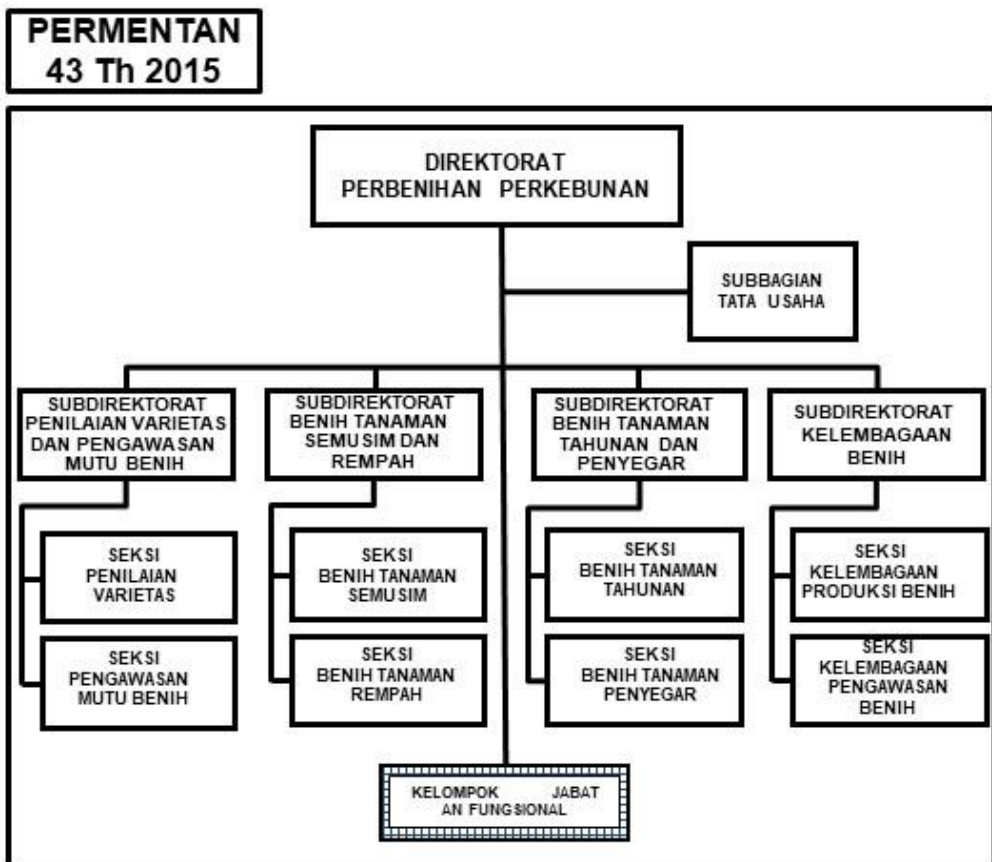 PERMENTAN
43 Th 2015
DIREKTORAT
PERBENIHAN PERKEBUNAN
SUBBAGIAN
TATA USAHA
SUBDIREKTORAT
PENILAIAN VARIETAS
DAN PENGAWASAN
MUTU BENIH
SUBDIREKTORAT
BENIH TANAMAN
SEMUSIM DAN
REMPAH
SUBDIREKTORAT
BENIH TANAMAN
TAHUNAN DAN
PENYEGAR
SUBDIREKTORAT
KELEMBAGAAN
BENIH
SEKSI
PENILAIAN
VARIETAS
SEKSI
BENIH TANAMAN
SEMUSIM
SEKSI
BENIH TANAMAN
TAHUNAN
SEKSI
KELEMBAGAAN
PRODUKSI BENIH
SEKSI
PENGAWASAN
MUTU BENIH
SEKSI
BENIH TANAMAN
REMPAH
SEKSI
BENIH TANAMAN
PENYEGAR
SEKSI
KELEMBAGAAN
PENGAWASAN
BENIH
KELOMPOK JABAT
AN FUNGSIONAL